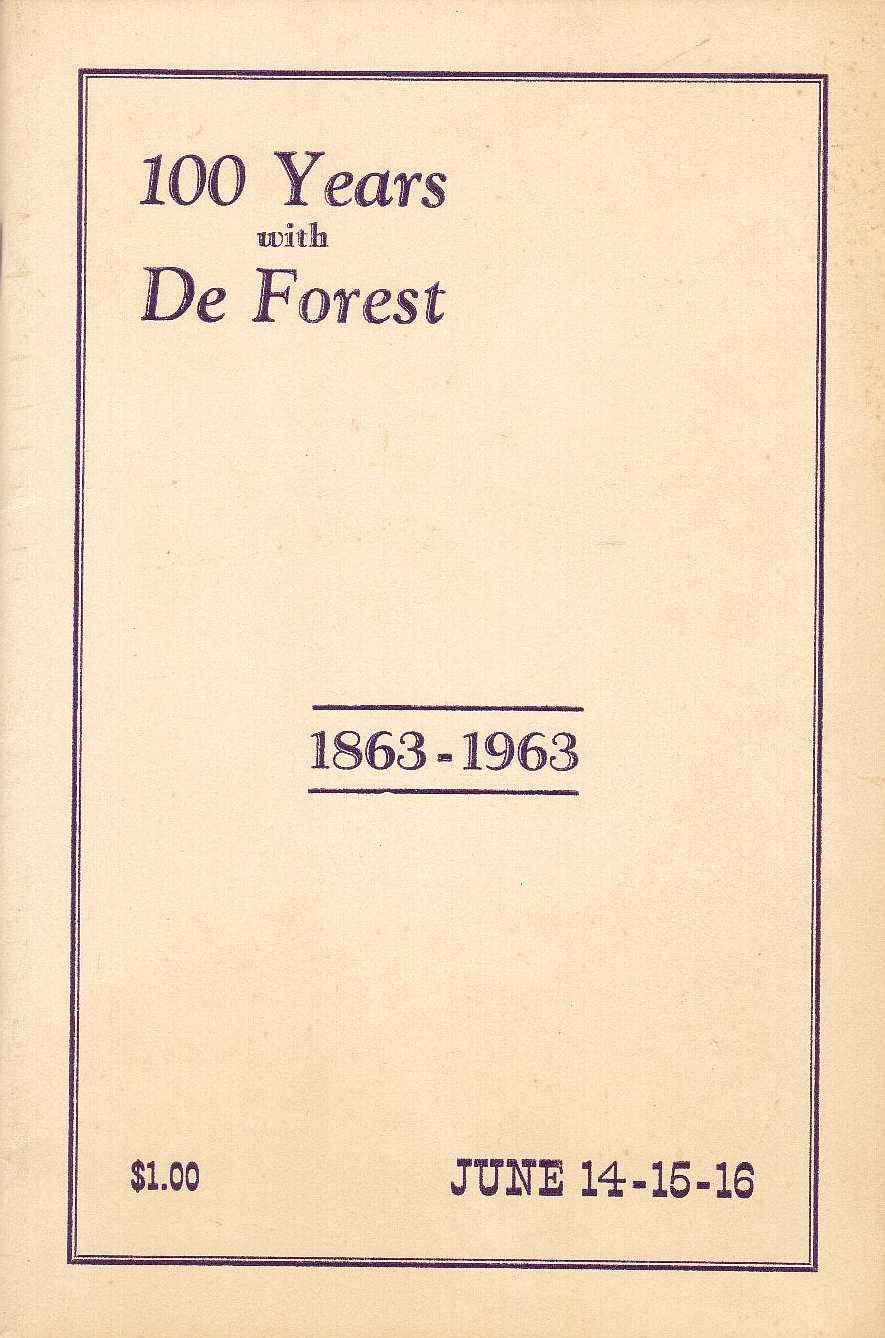 100 Years
with
De Forest
1863-1963
$1.00
JUNE 14-15-16